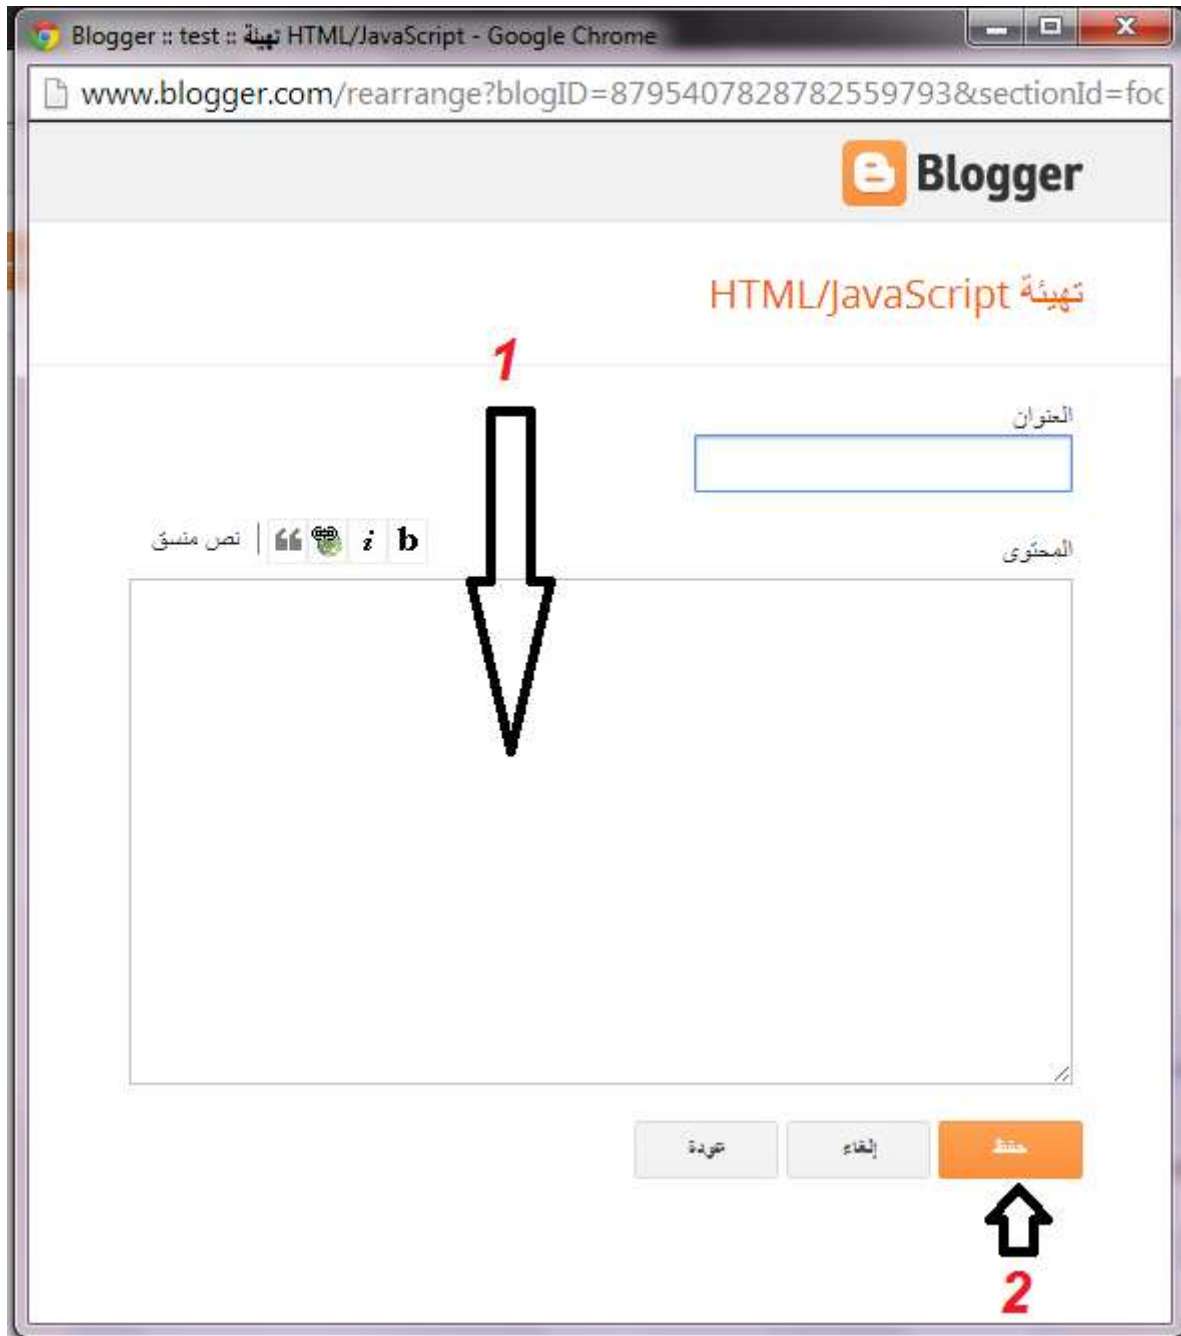 Blogger :: test :: تهيئة HTML/JavaScript - Google Chrome
www.blogger.com/rearrange?blogID=8795407828782559793&sectionId=foc
Blogger
تهيئة HTML/JavaScript
1
العنوان
المحتوى
b i “ | نص منسق
حفظ إلغاء عودة
2